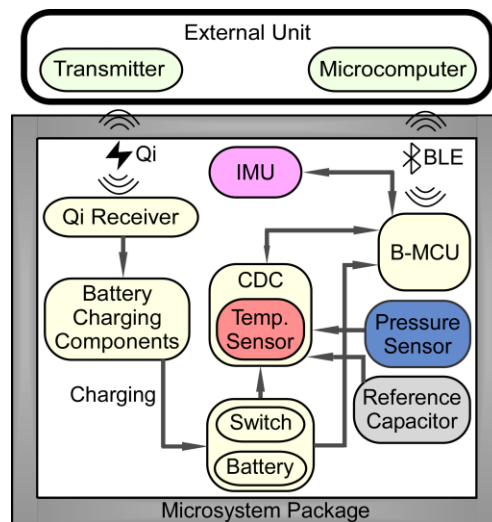 External Unit
Transmitter
Microcomputer
Qi
BLE
IMU
Qi Receiver
B-MCU
Battery
Charging
Components
CDC
Temp.
Sensor
Pressure
Sensor
Charging
Reference
Capacitor
Switch
Battery
Microsystem Package